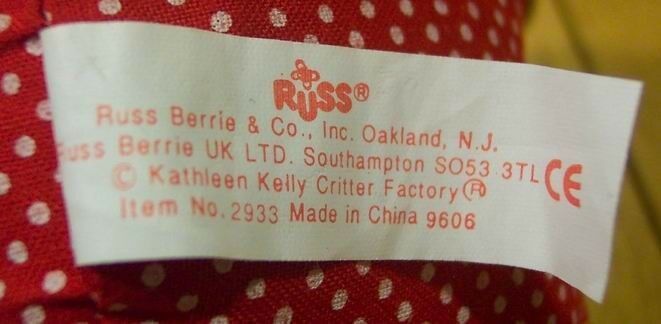 RUSS®
Russ Berrie & Co., Inc. Oakland, N.J.
Russ Berrie UK LTD. Southampton SO53 3TL CE
© Kathleen Kelly Critter Factory®
Item No. 2933 Made in China 9606